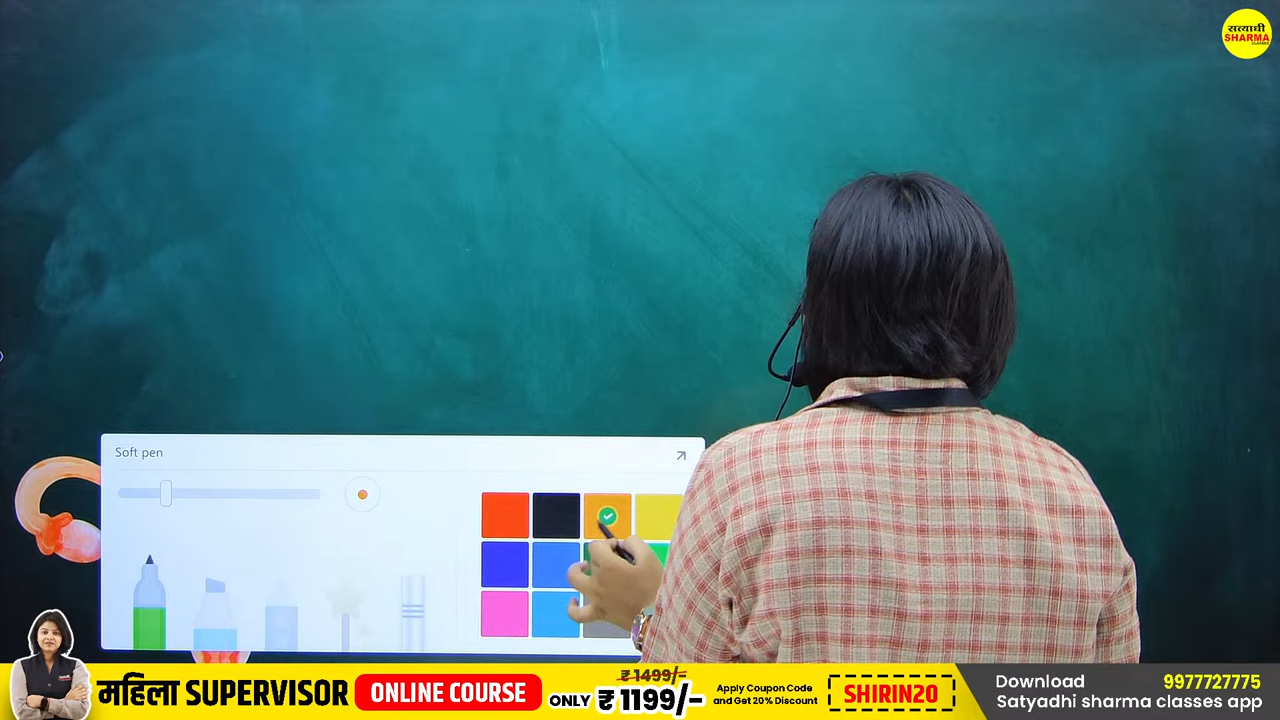 सत्याधी
SHARMA
CLASSES
Soft pen
महिला SUPERVISOR
ONLINE COURSE
₹ 1499/-
ONLY ₹ 1199/-
Apply Coupon Code
and Get 20% Discount
SHIRIN20
Download 9977727775
Satyadhi sharma classes app